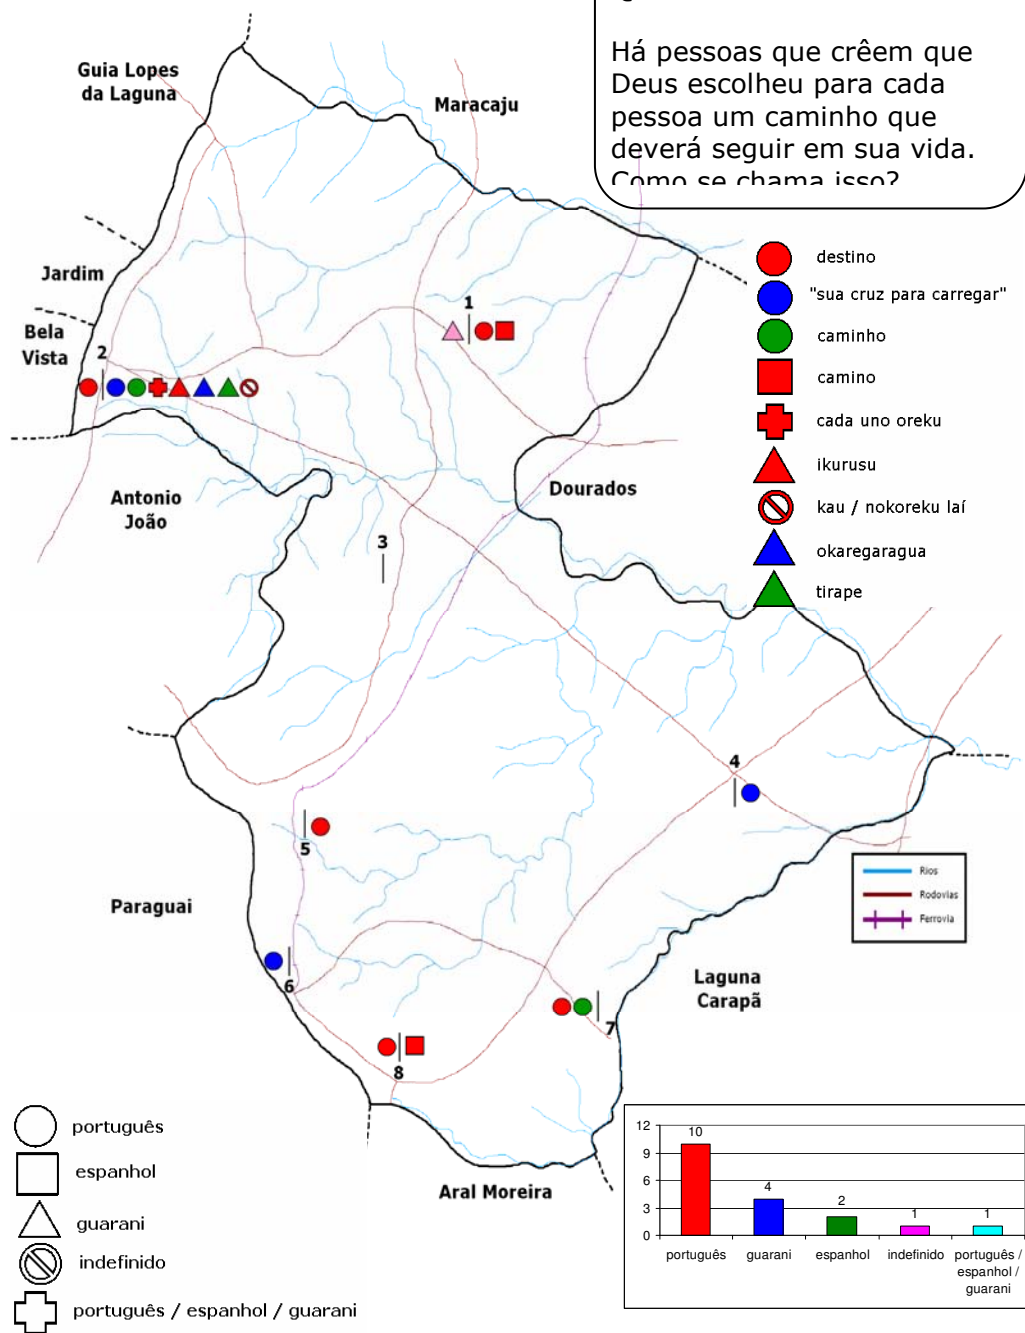 Há pessoas que crêem que
Deus escolheu para cada
pessoa um caminho que
deverá seguir em sua vida.
Como se chama isso?
Guia Lopes
da Laguna
Maracaju
Jardim
Bela
Vista
Antonio
João
Dourados
Paraguai
Laguna
Carapã
Aral Moreira
1
2
3
4
5
6
7
8
destino
"sua cruz para carregar"
caminho
camino
cada uno oreku
ikurusu
kau / nokoreku laí
okaregaragua
tirape
Rios
Rodovias
Ferrovia
português
espanhol
guarani
indefinido
português / espanhol / guarani
12
9
6
3
0
10
4
2
1
1
português
guarani
espanhol
indefinido
português /
espanhol /
guarani